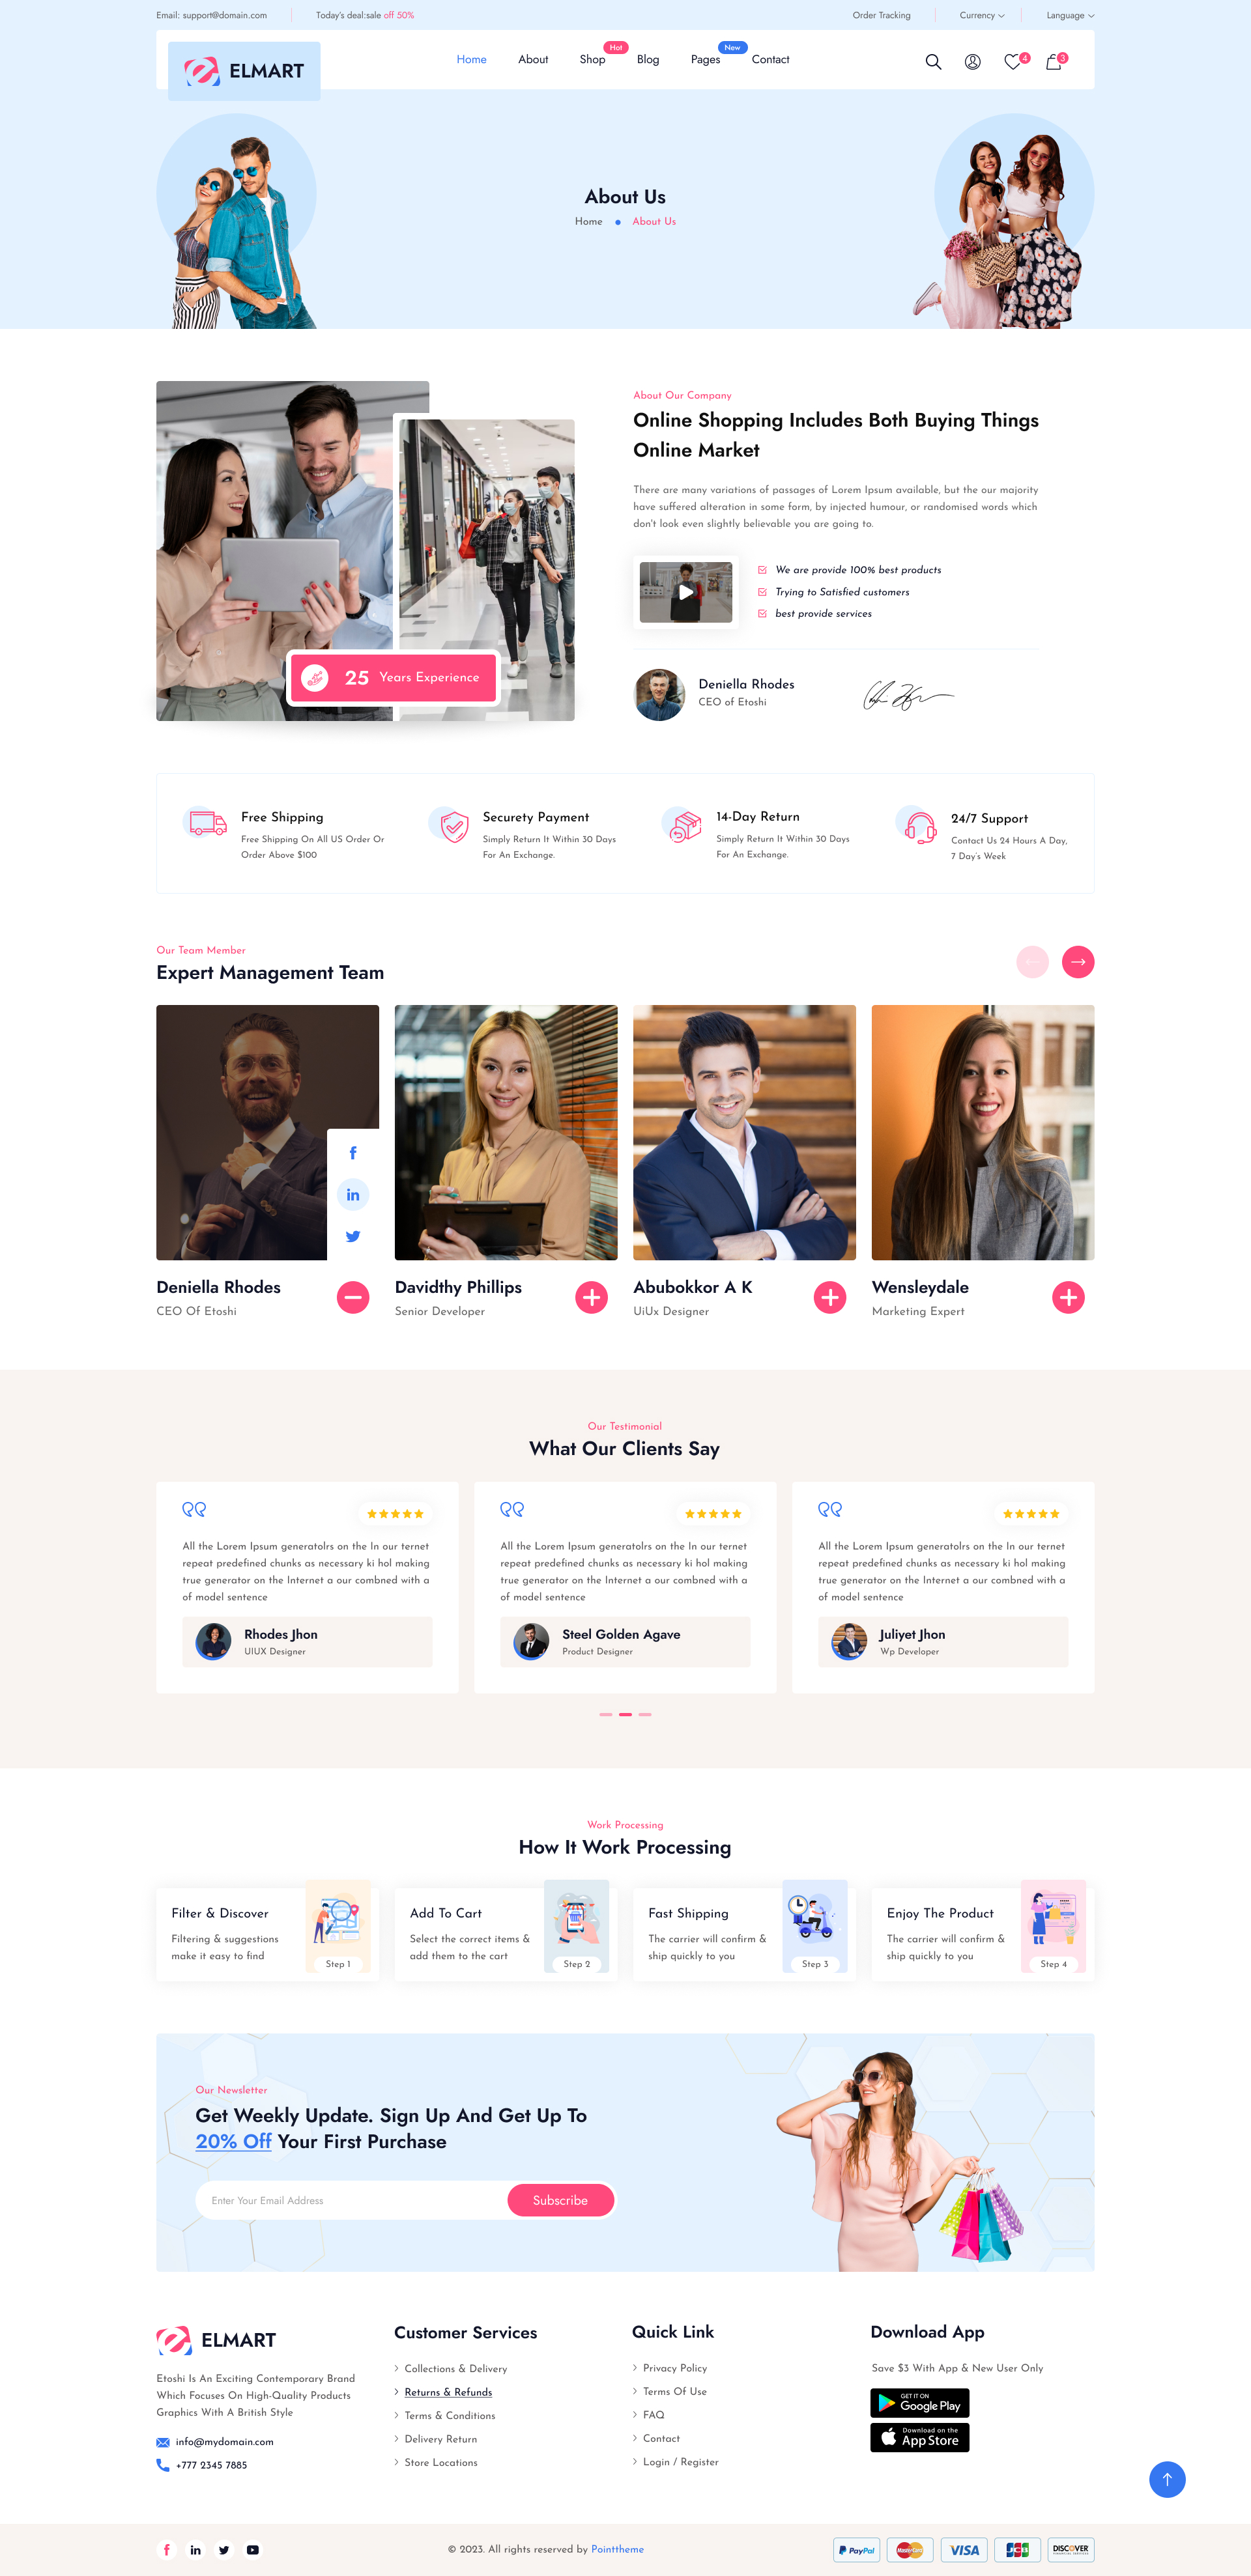 Email: support@domain.com
Today's deal:sale off 50%
Order Tracking
Currency
Language
ELMART
Home
About
Shop
Hot
Blog
Pages
New
Contact
4
3
About Us
Home
About Us
25 Years Experience
About Our Company
Online Shopping Includes Both Buying Things
Online Market
There are many variations of passages of Lorem Ipsum available, but the our majority
have suffered alteration in some form, by injected humour, or randomised words which
don't look even slightly believable you are going to.
We are provide 100% best products
Trying to Satisfied customers
best provide services
Deniella Rhodes
CEO of Etoshi
Free Shipping
Free Shipping On All US Order Or
Order Above $100
Securety Payment
Simply Return It Within 30 Days
For An Exchange.
14-Day Return
Simply Return It Within 30 Days
For An Exchange.
24/7 Support
Contact Us 24 Hours A Day,
7 Day's Week
Our Team Member
Expert Management Team
Deniella Rhodes
CEO Of Etoshi
Davidthy Phillips
Senior Developer
Abubokkor A K
UiUx Designer
Wensleydale
Marketing Expert
Our Testimonial
What Our Clients Say
All the Lorem Ipsum generatolrs on the In our ternet
repeat predefined chunks as necessary ki hol making
true generator on the Internet a our combned with a
of model sentence
Rhodes Jhon
UIUX Designer
All the Lorem Ipsum generatolrs on the In our ternet
repeat predefined chunks as necessary ki hol making
true generator on the Internet a our combned with a
of model sentence
Steel Golden Agave
Product Designer
All the Lorem Ipsum generatolrs on the In our ternet
repeat predefined chunks as necessary ki hol making
true generator on the Internet a our combned with a
of model sentence
Juliyet Jhon
Wp Developer
Work Processing
How It Work Processing
Filter & Discover
Filtering & suggestions
make it easy to find
Step 1
Add To Cart
Select the correct items &
add them to the cart
Step 2
Fast Shipping
The carrier will confirm &
ship quickly to you
Step 3
Enjoy The Product
The carrier will confirm &
ship quickly to you
Step 4
Our Newsletter
Get Weekly Update. Sign Up And Get Up To
20% Off Your First Purchase
Enter Your Email Address
Subscribe
ELMART
Etoshi Is An Exciting Contemporary Brand
Which Focuses On High-Quality Products
Graphics With A British Style
info@mydomain.com
+777 2345 7885
Customer Services
Collections & Delivery
Returns & Refunds
Terms & Conditions
Delivery Return
Store Locations
Quick Link
Privacy Policy
Terms Of Use
FAQ
Contact
Login / Register
Download App
Save $3 With App & New User Only
GET IT ON
Google Play
Download on the
App Store
© 2023. All rights reserved by Pointtheme
PayPal
MasterCard
VISA
JCB
DISCOVER